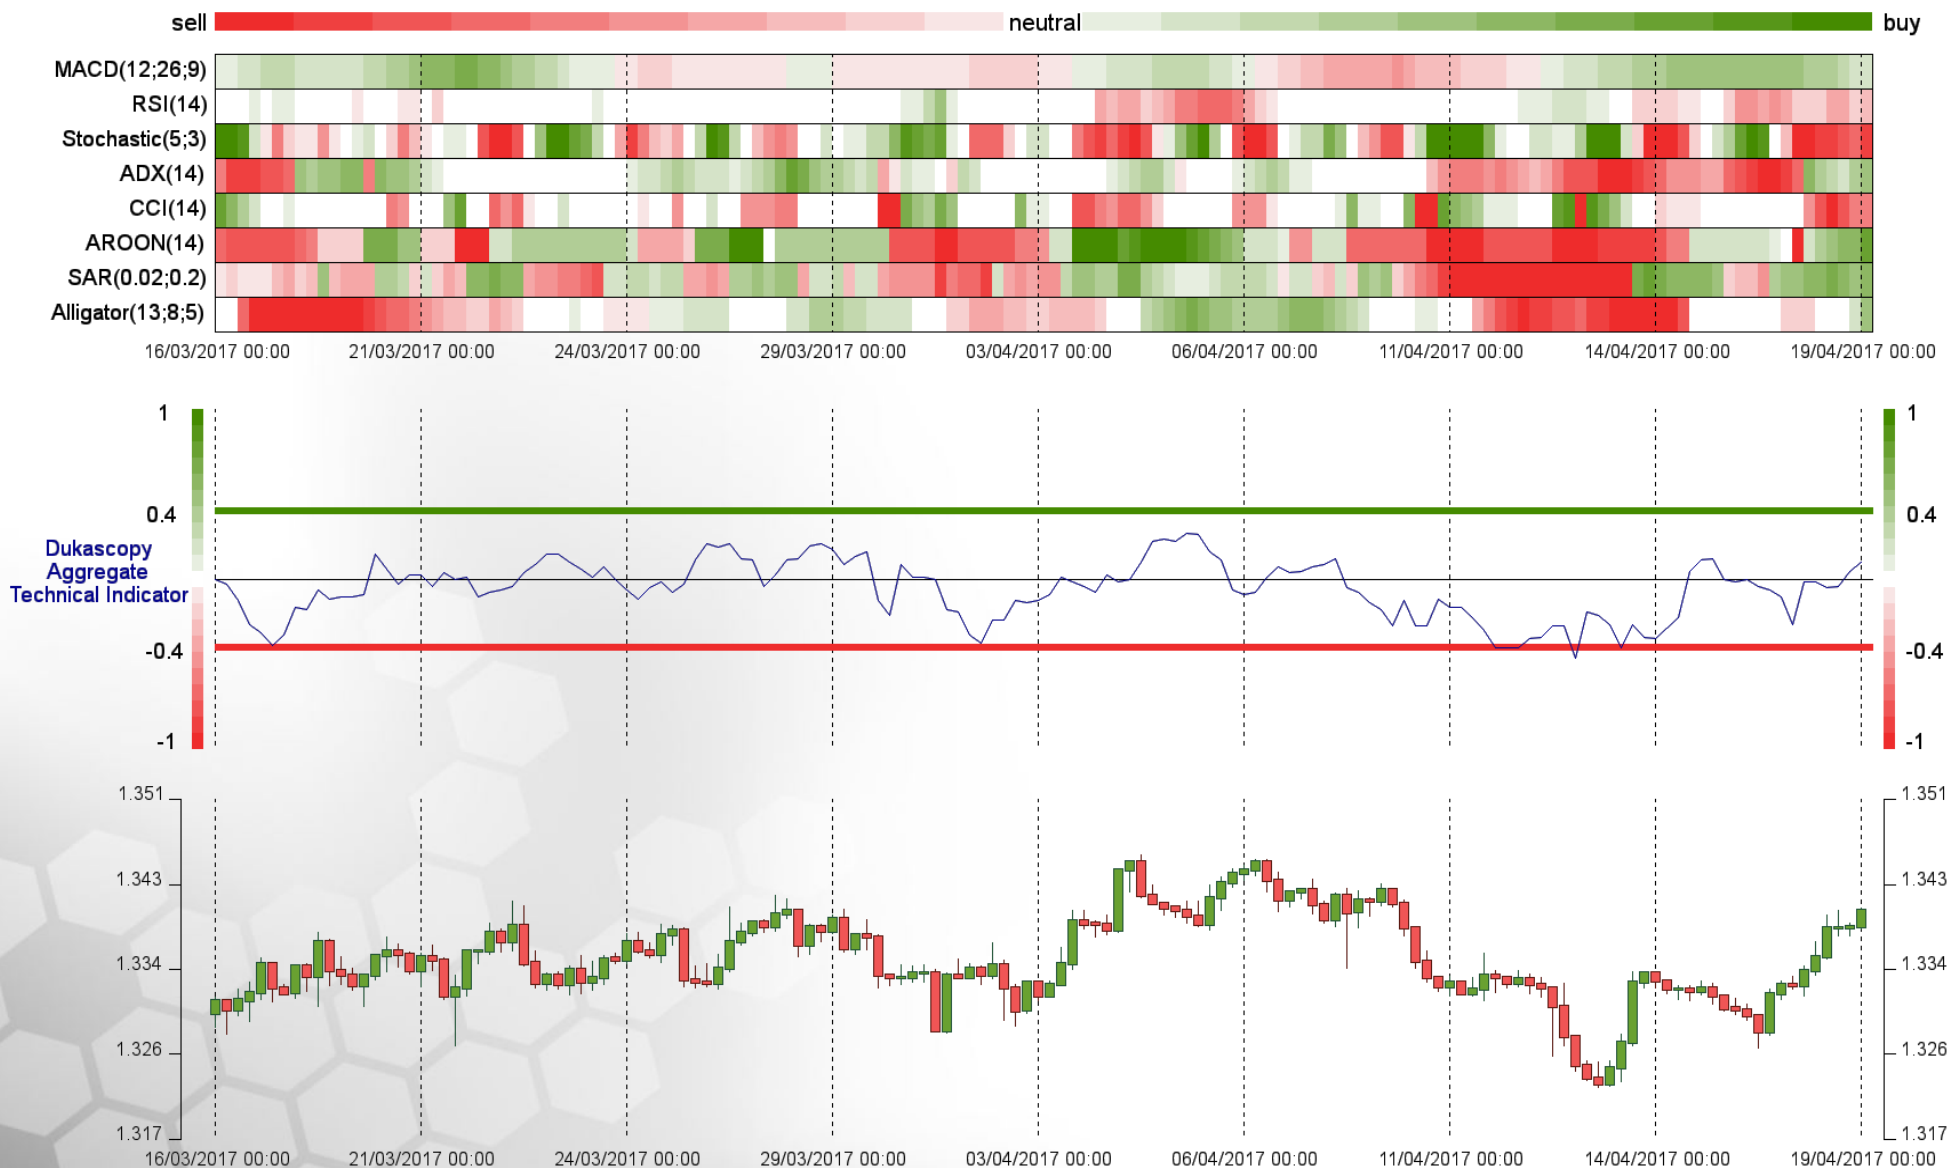 sell neutral buy
MACD(12;26;9)
RSI(14)
Stochastic(5;3)
ADX(14)
CCI(14)
AROON(14)
SAR(0.02;0.2)
Alligator(13;8;5)
16/03/2017 00:00 21/03/2017 00:00 24/03/2017 00:00 29/03/2017 00:00 03/04/2017 00:00 06/04/2017 00:00 11/04/2017 00:00 14/04/2017 00:00 19/04/2017 00:00
1 1
0.4 0.4
Dukascopy
Aggregate
Technical Indicator
-0.4 -0.4
-1 -1
1.351 1.351
1.343 1.343
1.334 1.334
1.326 1.326
1.317 1.317
16/03/2017 00:00 21/03/2017 00:00 24/03/2017 00:00 29/03/2017 00:00 03/04/2017 00:00 06/04/2017 00:00 11/04/2017 00:00 14/04/2017 00:00 19/04/2017 00:00